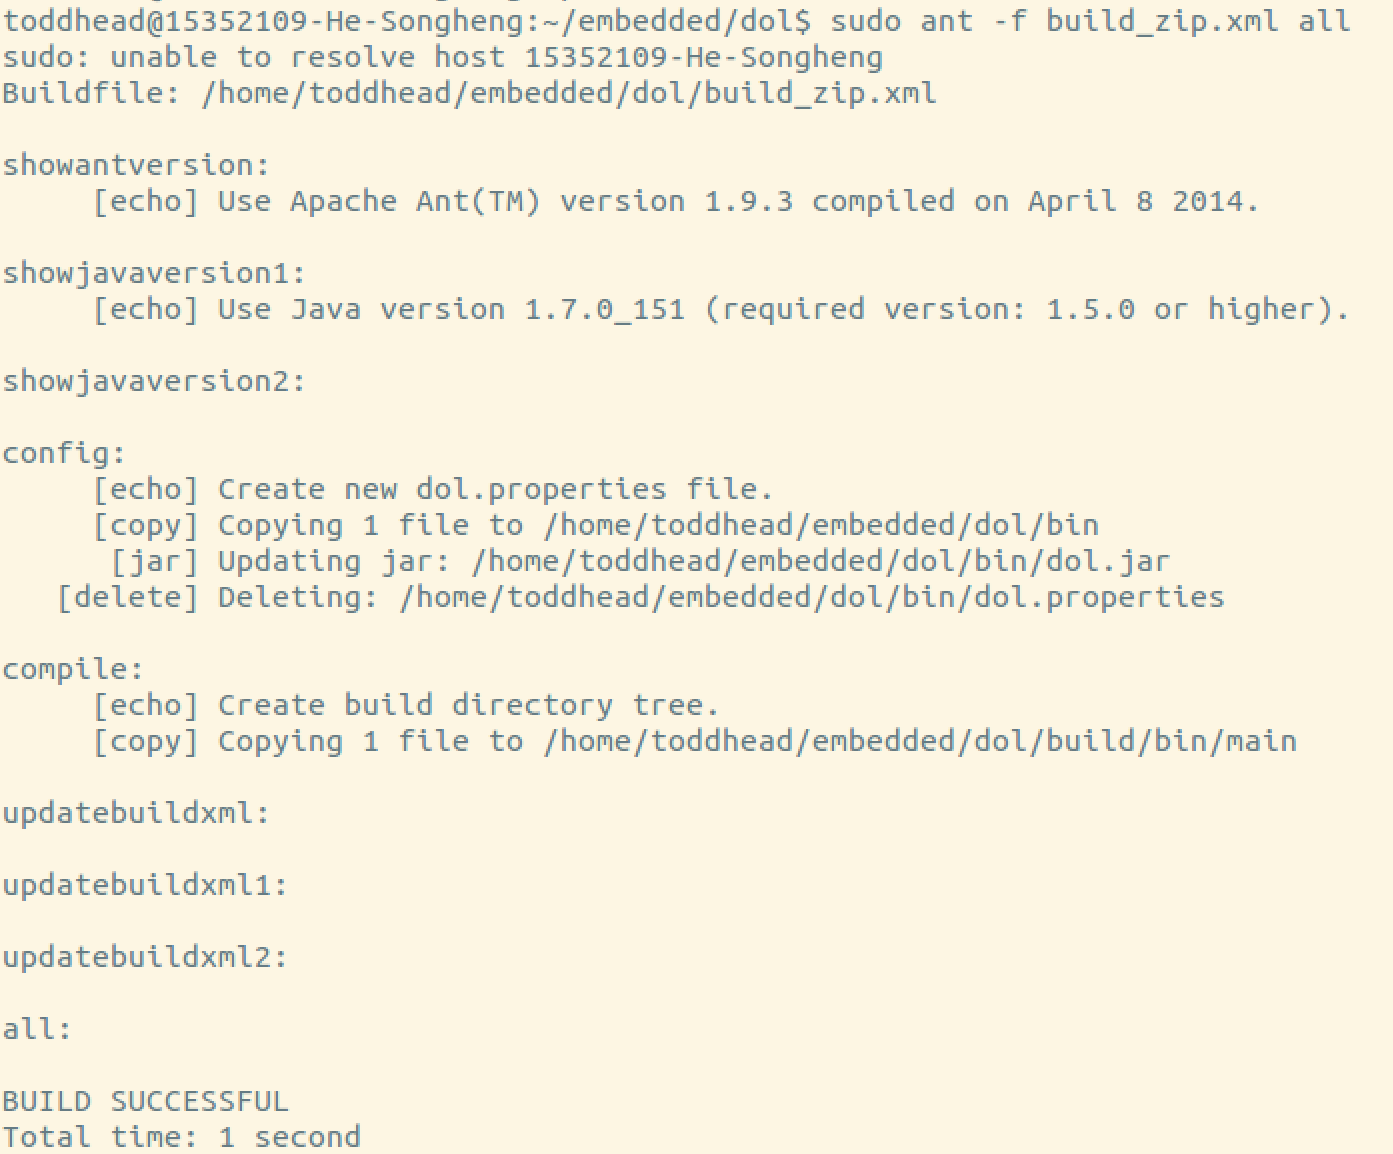 toddhead@15352109-He-Songheng:~/embedded/dol$ sudo ant -f build_zip.xml all
sudo: unable to resolve host 15352109-He-Songheng
Buildfile: /home/toddhead/embedded/dol/build_zip.xml
showantversion:
[echo] Use Apache Ant(TM) version 1.9.3 compiled on April 8 2014.
showjavaversion1:
[echo] Use Java version 1.7.0_151 (required version: 1.5.0 or higher).
showjavaversion2:
config:
[echo] Create new dol.properties file.
[copy] Copying 1 file to /home/toddhead/embedded/dol/bin
[jar] Updating jar: /home/toddhead/embedded/dol/bin/dol.jar
[delete] Deleting: /home/toddhead/embedded/dol/bin/dol.properties
compile:
[echo] Create build directory tree.
[copy] Copying 1 file to /home/toddhead/embedded/dol/build/bin/main
updatebuildxml:
updatebuildxml1:
updatebuildxml2:
all:
BUILD SUCCESSFUL
Total time: 1 second